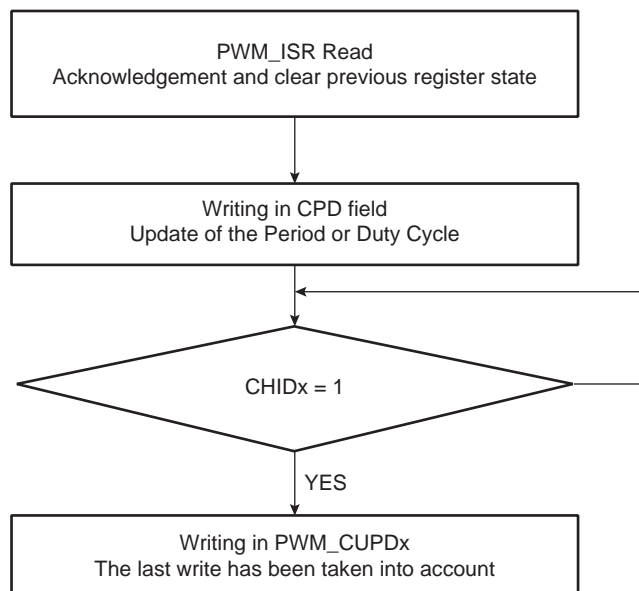 PWM_ISR Read
Acknowledgement and clear previous register state
Writing in CPD field
Update of the Period or Duty Cycle
CHIDx = 1
YES
Writing in PWM_CUPDx
The last write has been taken into account